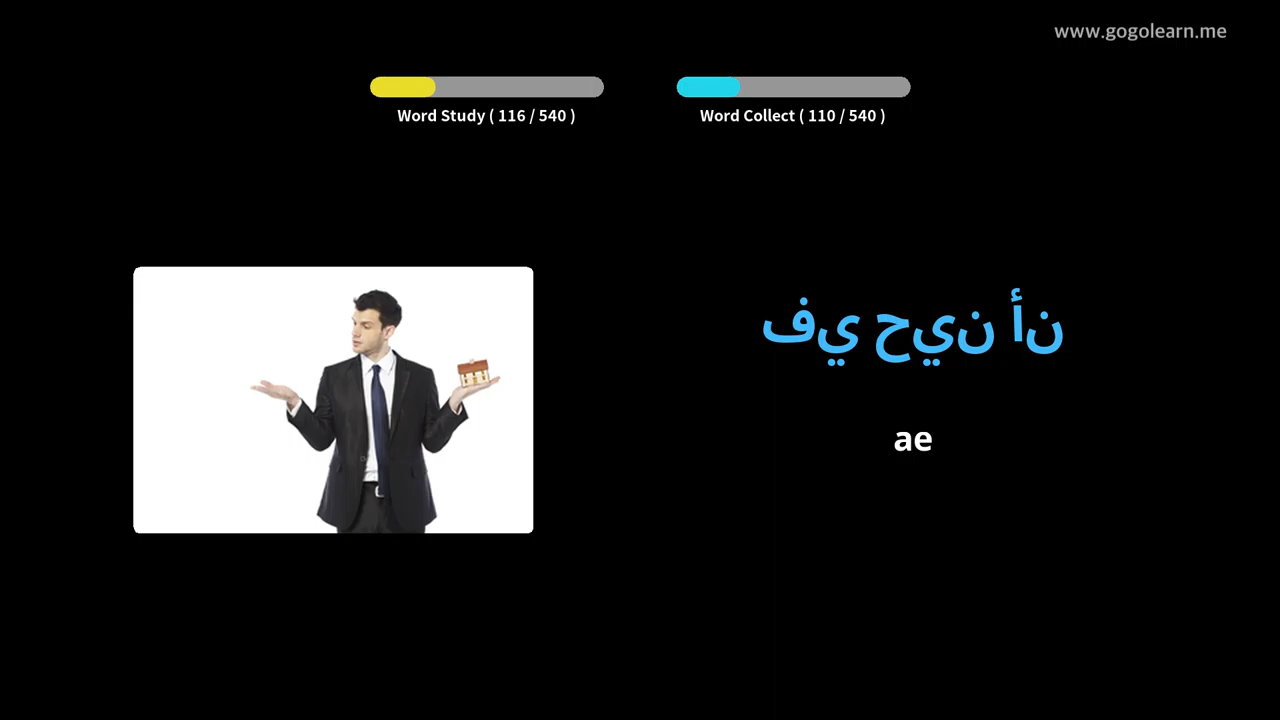 www.gogolearn.me
Word Study ( 116 / 540 )
Word Collect ( 110 / 540 )
في حين أن
ae